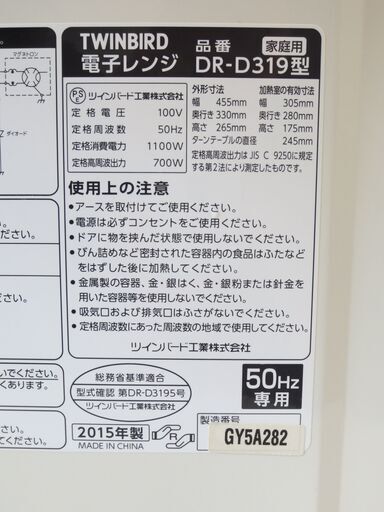 マグネトロン
ダイオード
TWINBIRD 品番 家庭用
電子レンジ DR-D319型
PSE ツインバード工業株式会社
定格電圧 100V
定格周波数 50Hz
定格消費電力 1100W
定格高周波出力 700W
外形寸法
幅 455mm
奥行 330mm
高さ 265mm
加熱室の有効寸法
幅 305mm
奥行 280mm
高さ 175mm
ターンテーブルの直径 245mm
定格高周波出力はJIS C 9250に規定
する第2法により測定したものです。
使用上の注意
●アースを取付けてご使用ください。
●電源は必ずコンセントをご使用ください。
●ドアに物を挟んだ状態で使用しないでください。
●びん詰めなど密封された容器内の食品はふたなど
をはずした後に加熱してください。
●金属製の容器、金・銀はく、金・銀粉または針金を
用いた容器等を使用しないでください。
●吸気口および排気口はふさがないでください。
●定格周波数にあった周波数の地域で使用してください。
ツインバード工業株式会社
いでください。
くあります。
ください。
てください。
総務省基準適合
型式確認 第DR-D3195号
ツインバード工業株式会社
50Hz
専用
2015年製
MADE IN CHINA
R
製造番号
GY5A282